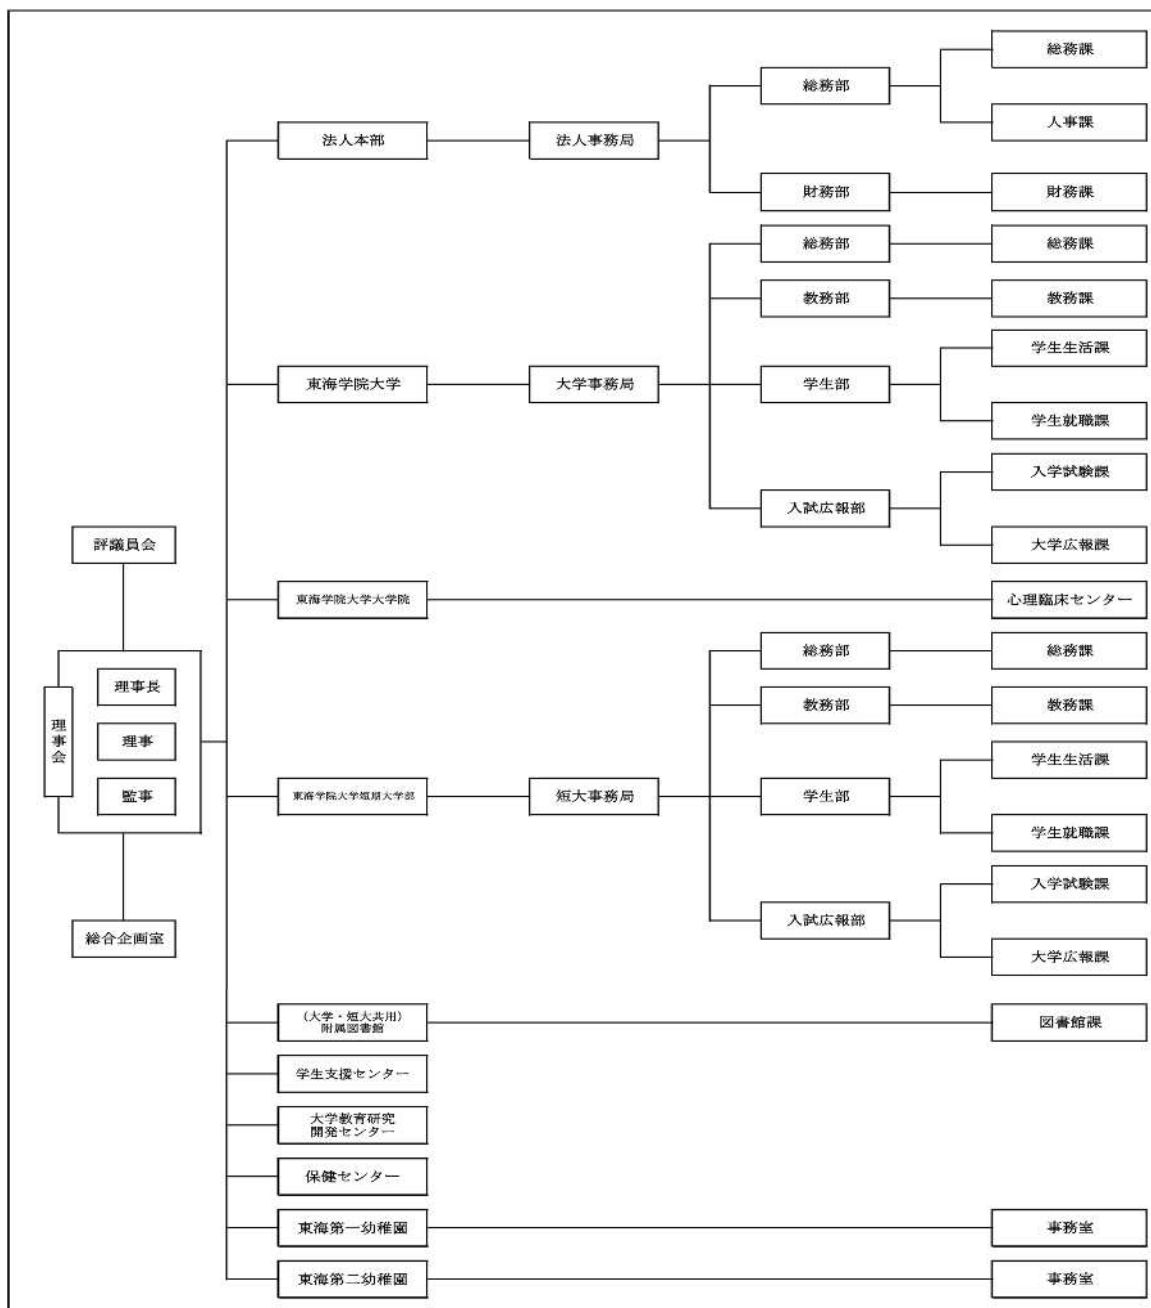 評議員会
理事会
理事長
理事
監事
総合企画室
法人本部
法人事務局
総務部
総務課
人事課
財務部
財務課
東海学院大学
大学事務局
総務部
総務課
教務部
教務課
学生部
学生生活課
学生就職課
入試広報部
入学試験課
大学広報課
東海学院大学大学院
心理臨床センター
東海学院大学短期大学部
短大事務局
総務部
総務課
教務部
教務課
学生部
学生生活課
学生就職課
入試広報部
入学試験課
大学広報課
(大学・短大共用)
附属図書館
図書館課
学生支援センター
大学教育研究
開発センター
保健センター
東海第一幼稚園
事務室
東海第二幼稚園
事務室